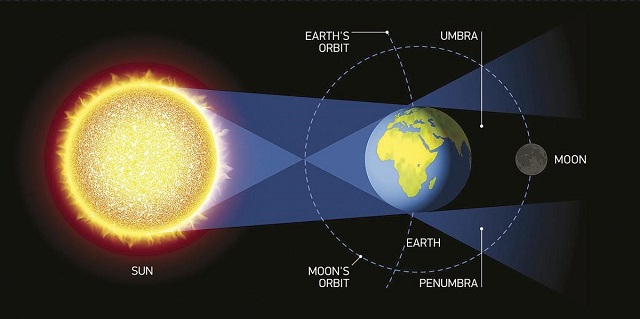 EARTH'S
ORBIT
UMBRA
MOON
EARTH
SUN
MOON'S
ORBIT
PENUMBRA